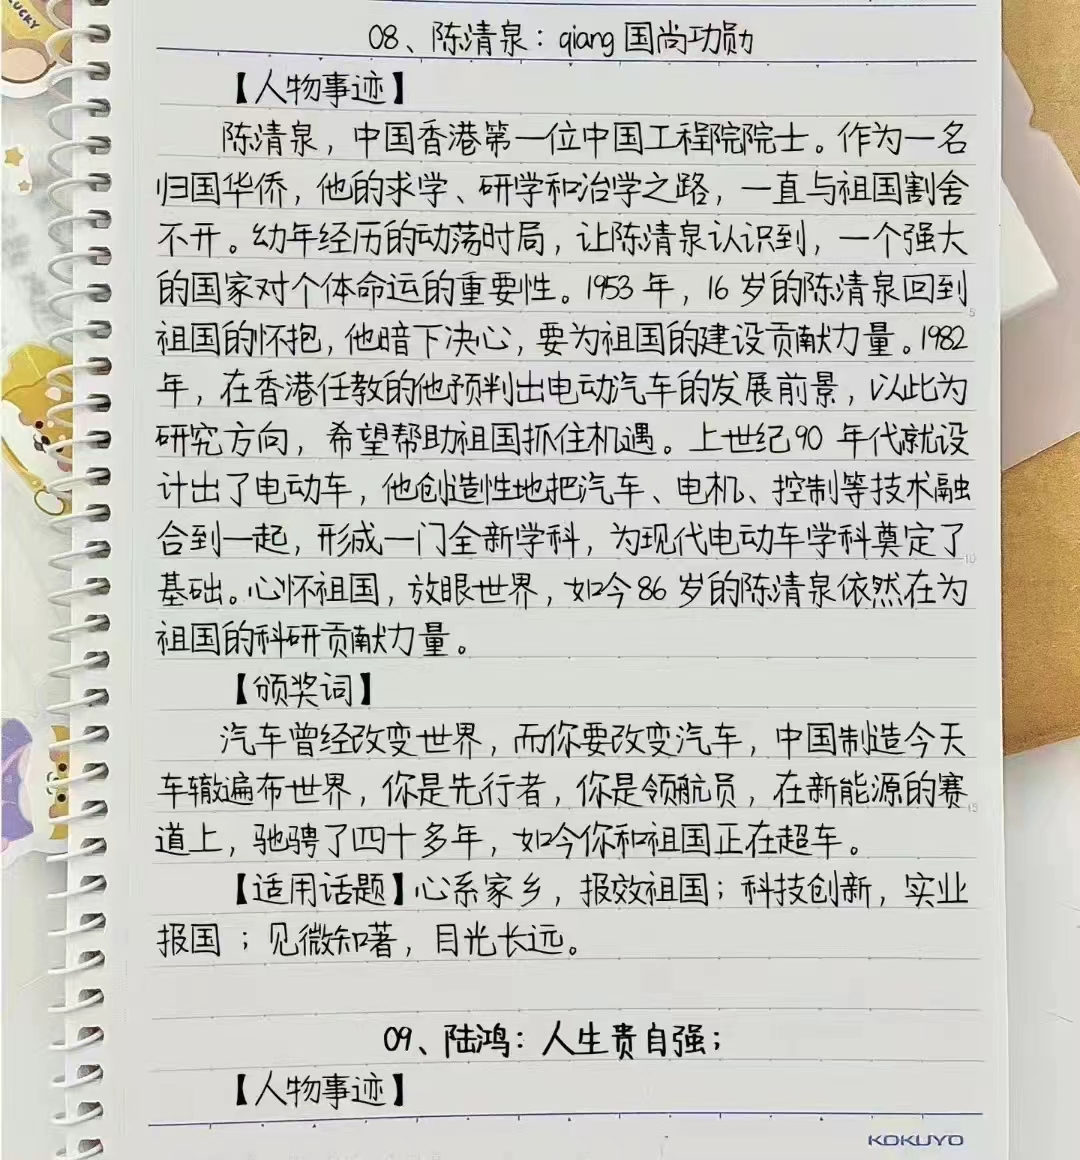 LUCKY
08、陈清泉：qiang国尚功勋
【人物事迹】
陈清泉，中国香港第一位中国工程院院士。作为一名
归国华侨，他的求学、研学和治学之路，一直与祖国割舍
不开。幼年经历的动荡时局，让陈清泉认识到，一个强大
的国家对个体命运的重要性。1953 年，16 岁的陈清泉回到
祖国的怀抱，他暗下决心，要为祖国的建设贡献力量。1982
年，在香港任教的他预判出电动汽车的发展前景，以此为
研究方向，希望帮助祖国抓住机遇。上世纪90 年代就设
计出了电动车，他创造性地把汽车、电机、控制等技术融
合到一起，形成一门全新学科，为现代电动车学科奠定了
基础。心怀祖国，放眼世界，如今86 岁的陈清泉依然在为
祖国的科研贡献力量。
【颁奖词】
汽车曾经改变世界，而你要改变汽车，中国制造今天
车辙遍布世界，你是先行者，你是领航员，在新能源的赛
道上，驰骋了四十多年，如今你和祖国正在超车。
【适用话题】心系家乡，报效祖国；科技创新，实业
报国；见微知著，目光长远。
09、陆鸿：人生贵自强；
【人物事迹】
KOKUYO
5
10
15